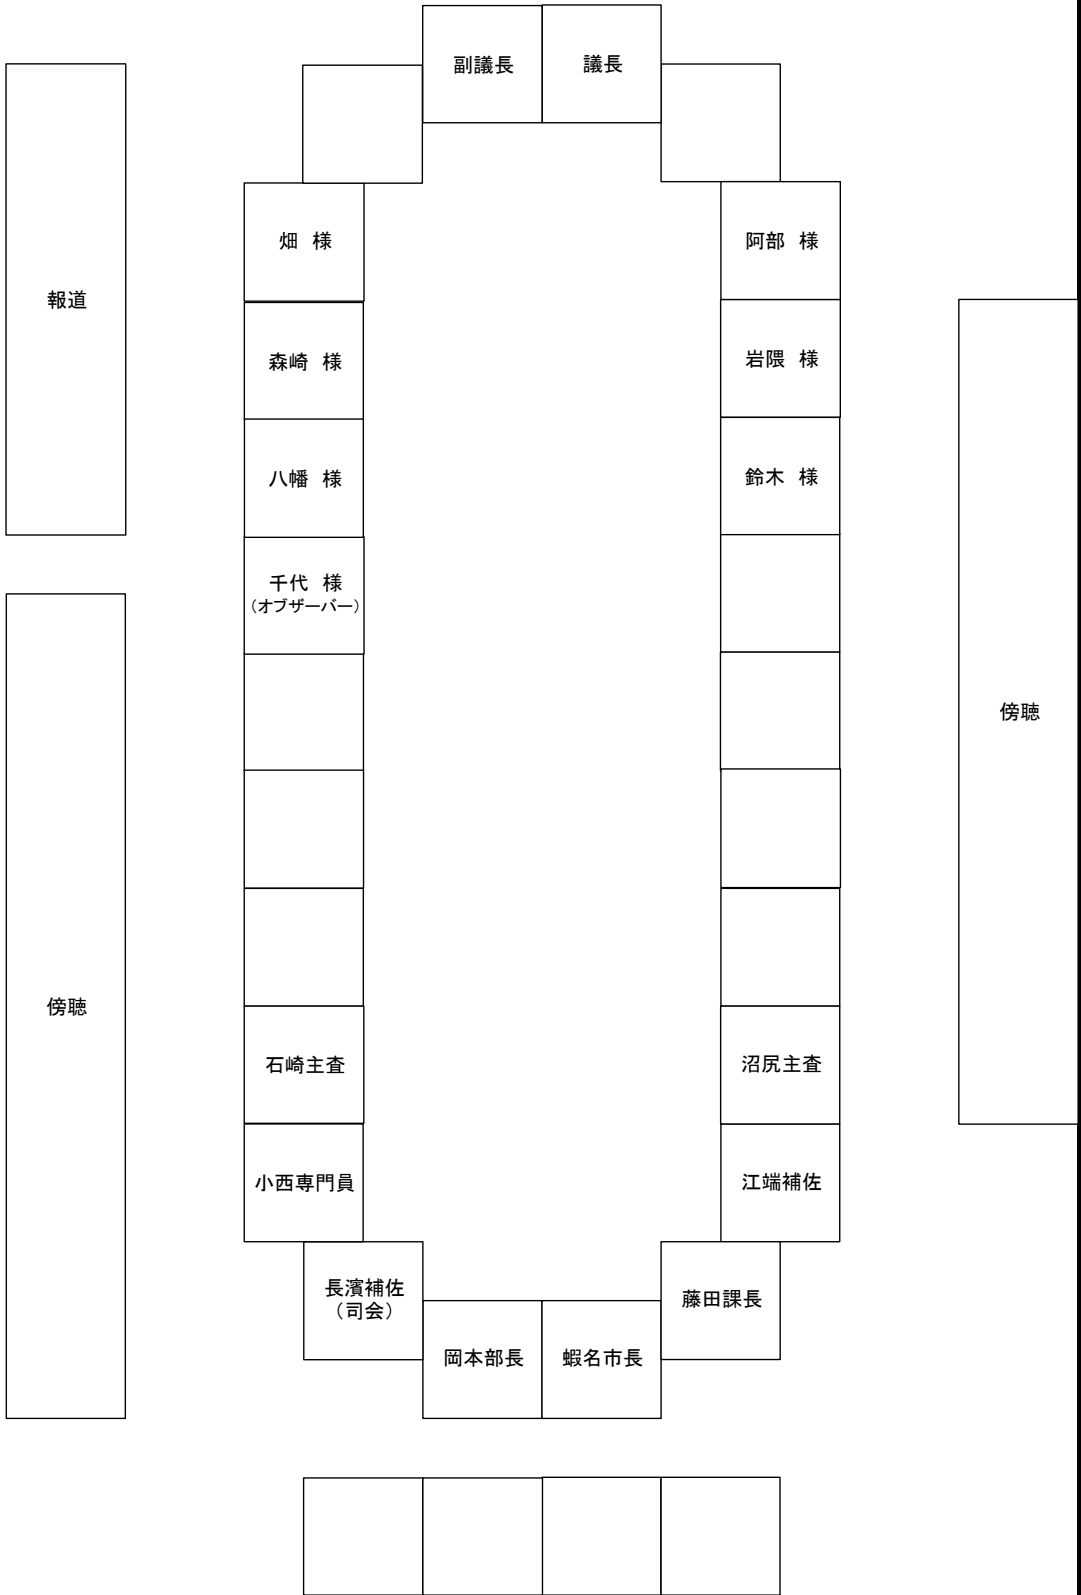 副議長
議長
報道
畑　様
阿部　様
森崎　様
岩隈　様
八幡　様
鈴木　様
千代　様
（オブザーバー）
傍聴
傍聴
石崎主査
沼尻主査
小西専門員
江端補佐
長濱補佐
（司会）
藤田課長
岡本部長
蝦名市長